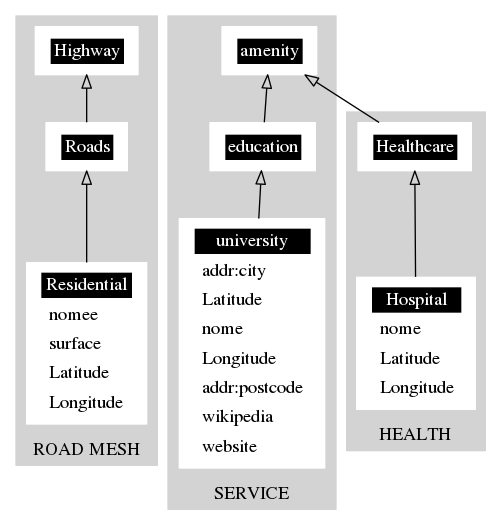 Highway
Roads
Residential
nomee
surface
Latitude
Longitude
ROAD MESH
amenity
education
university
addr:city
Latitude
nome
Longitude
addr:postcode
wikipedia
website
SERVICE
Healthcare
Hospital
nome
Latitude
Longitude
HEALTH